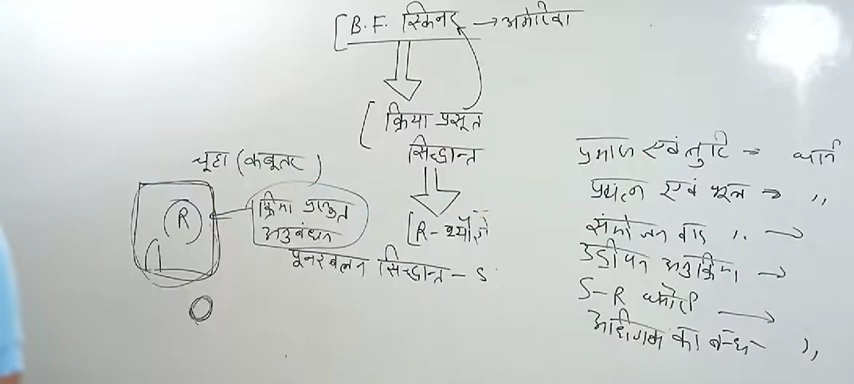 [B.F. स्किनर → अमेरिका
[क्रिया प्रसूत
सिद्धान्त
[R-थ्योरी
चूहा (कबूतर)
R
क्रिया प्रसूत
अनुबंधन
पुनरबलन सिद्धान्त - S
प्रयास एवं त्रुटि →
प्रयत्न एवं भूल → ,,
संयोजनवाद ,, →
उद्दीपन अनुक्रिया →
S-R थ्योरी →
अधिगम का बन्ध - ,,